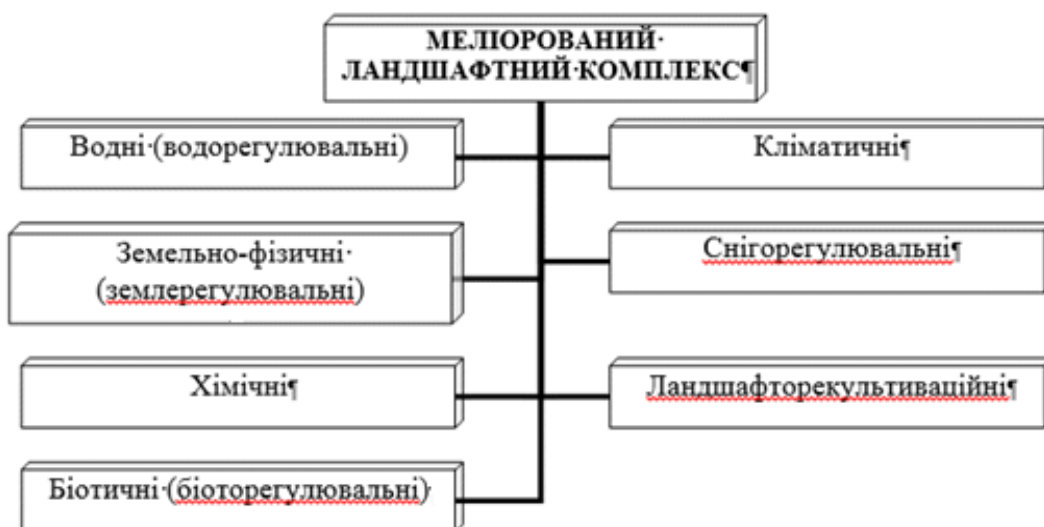 МЕЛІОРОВАНИЙ·
ЛАНДШАФТНИЙ·КОМПЛЕКС¶
Водні·(водорегулювальні)
Кліматичні¶
Земельно-фізичні·
(землерегулювальні)
Снігорегулювальні¶
Хімічні¶
Ландшафторекультиваційні¶
Біотичні·(біоторегулювальні)·